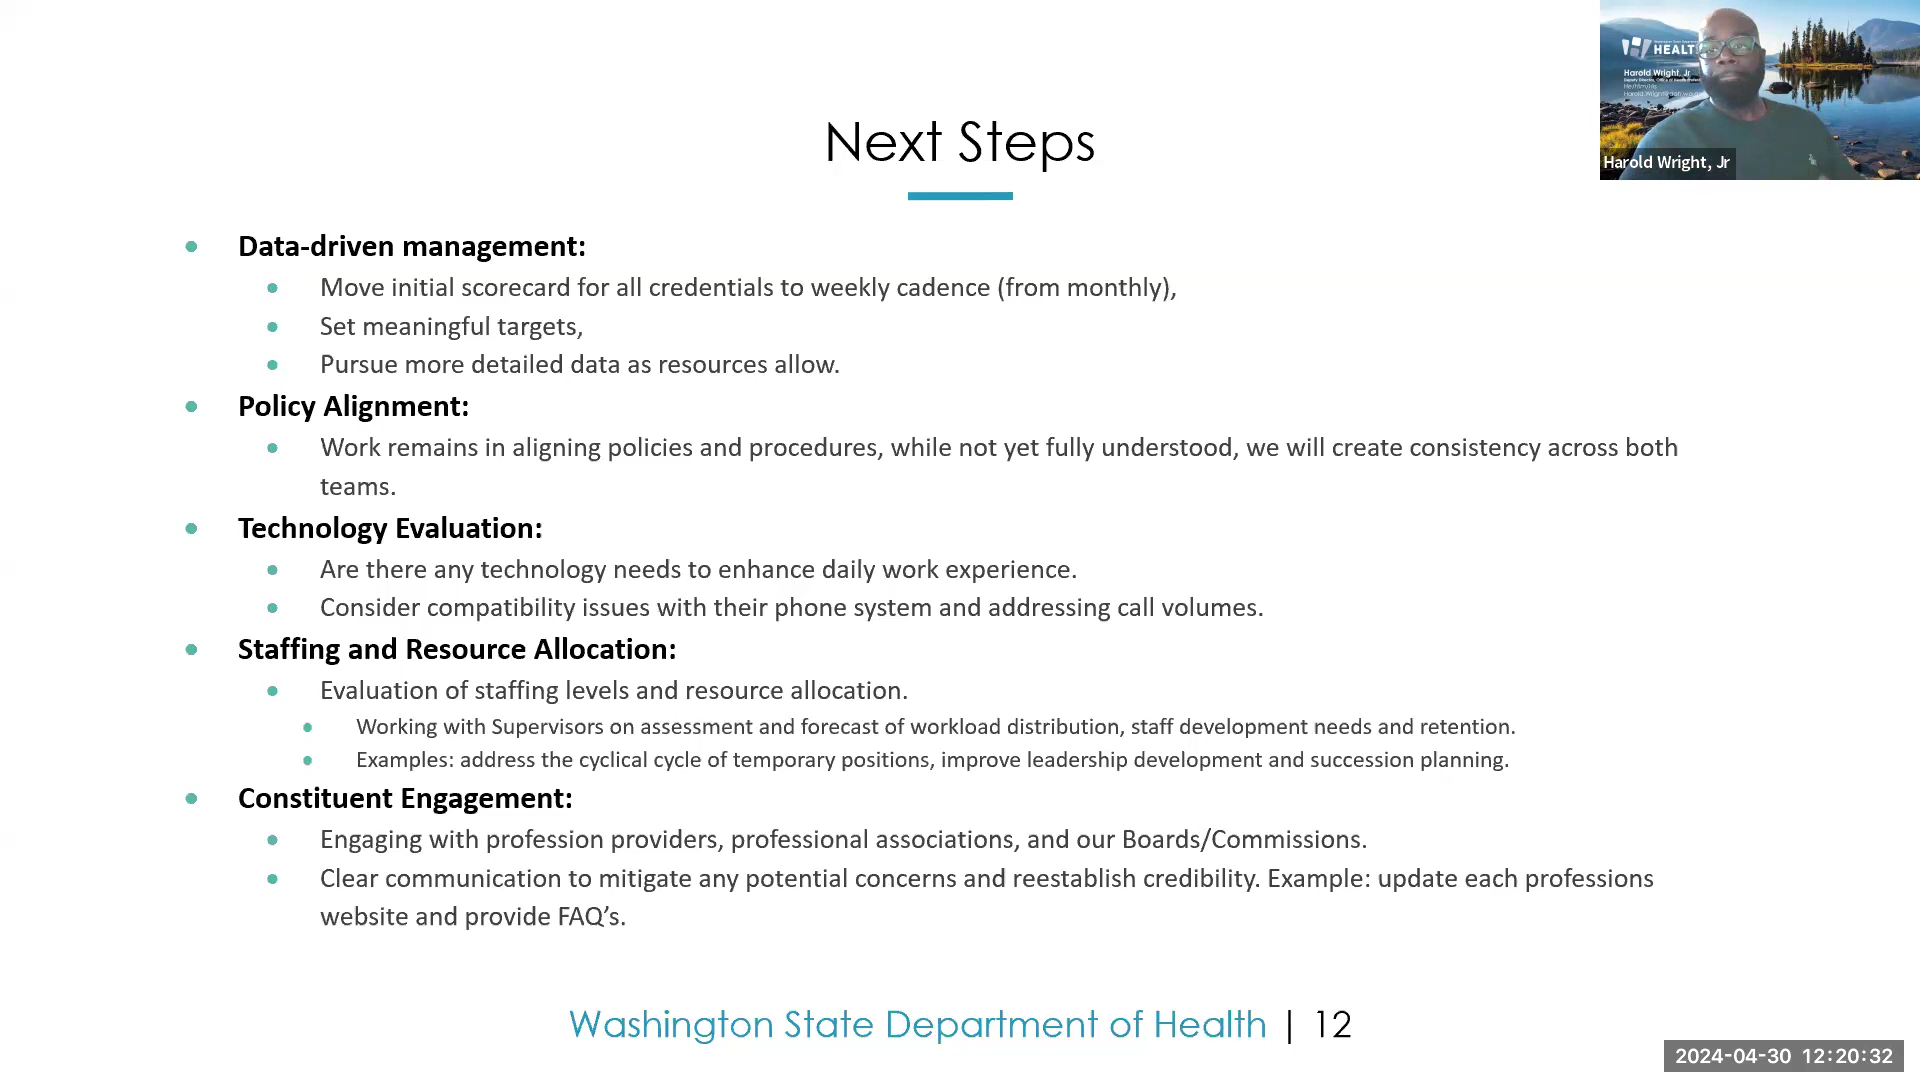 HEALT
Harold Wright, Jr
Harold Wright, Jr
Next Steps
• Data-driven management:
• Move initial scorecard for all credentials to weekly cadence (from monthly),
• Set meaningful targets,
• Pursue more detailed data as resources allow.
• Policy Alignment:
• Work remains in aligning policies and procedures, while not yet fully understood, we will create consistency across both
teams.
• Technology Evaluation:
• Are there any technology needs to enhance daily work experience.
• Consider compatibility issues with their phone system and addressing call volumes.
• Staffing and Resource Allocation:
• Evaluation of staffing levels and resource allocation.
• Working with Supervisors on assessment and forecast of workload distribution, staff development needs and retention.
• Examples: address the cyclical cycle of temporary positions, improve leadership development and succession planning.
• Constituent Engagement:
• Engaging with profession providers, professional associations, and our Boards/Commissions.
• Clear communication to mitigate any potential concerns and reestablish credibility. Example: update each professions
website and provide FAQ’s.
Washington State Department of Health | 12
2024-04-30 12:20:32